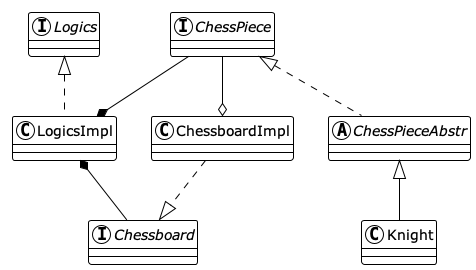 I Logics
I ChessPiece
C LogicsImpl
C ChessboardImpl
A ChessPieceAbstr
I Chessboard
C Knight